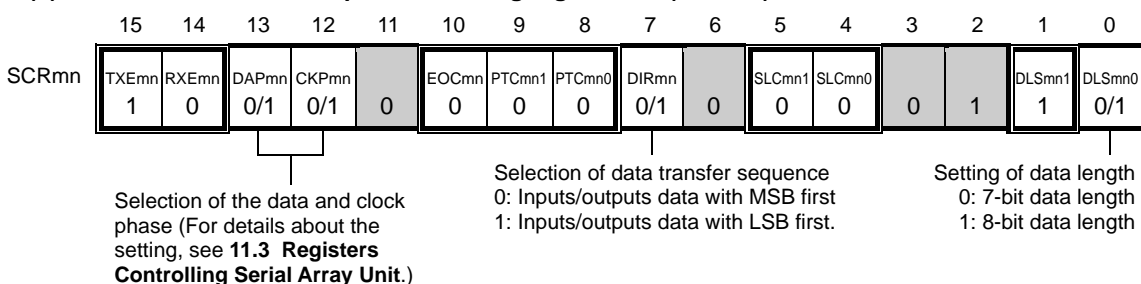 15 14 13 12 11 10 9 8 7 6 5 4 3 2 1 0
SCRmn
TXEmn RXEmn DAPmn CKPmn EOCmn PTCmn1 PTCmn0 DIRmn SLCmn1 SLCmn0 DLSmn1 DLSmn0
1 0 0/1 0/1 0 0 0 0 0/1 0 0 0 0 1 1 0/1
Selection of the data and clock
phase (For details about the
setting, see 11.3 Registers
Controlling Serial Array Unit.)
Selection of data transfer sequence
0: Inputs/outputs data with MSB first
1: Inputs/outputs data with LSB first.
Setting of data length
0: 7-bit data length
1: 8-bit data length